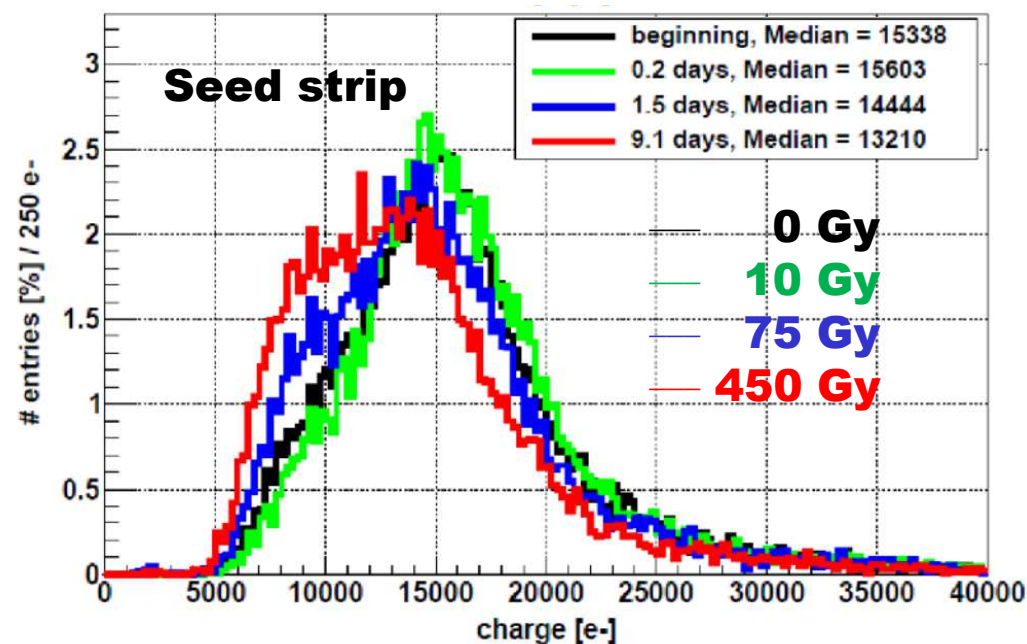 beginning, Median = 15338
0.2 days, Median = 15603
1.5 days, Median = 14444
9.1 days, Median = 13210
Seed strip
0 Gy
10 Gy
75 Gy
450 Gy
# entries [%] / 250 e-
3
2.5
2
1.5
1
0.5
0
0 5000 10000 15000 20000 25000 30000 35000 40000
charge [e-]